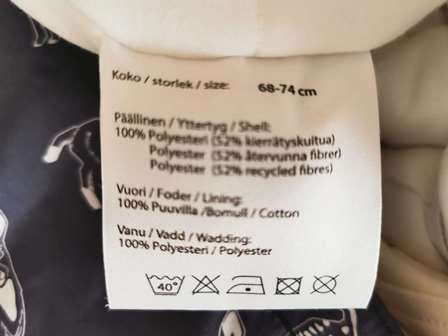 Koko / storlek / size: 68-74 cm
Päällinen / Yttertyg / Shell:
100% Polyesteri (52% kierrätyskuitua)
Polyester (52% återvunna fibrer)
Polyester (52% recycled fibres)
Vuori / Foder / Lining:
100% Puuvilla /Bomull / Cotton
Vanu / Vadd / Wadding:
100% Polyesteri / Polyester
40°